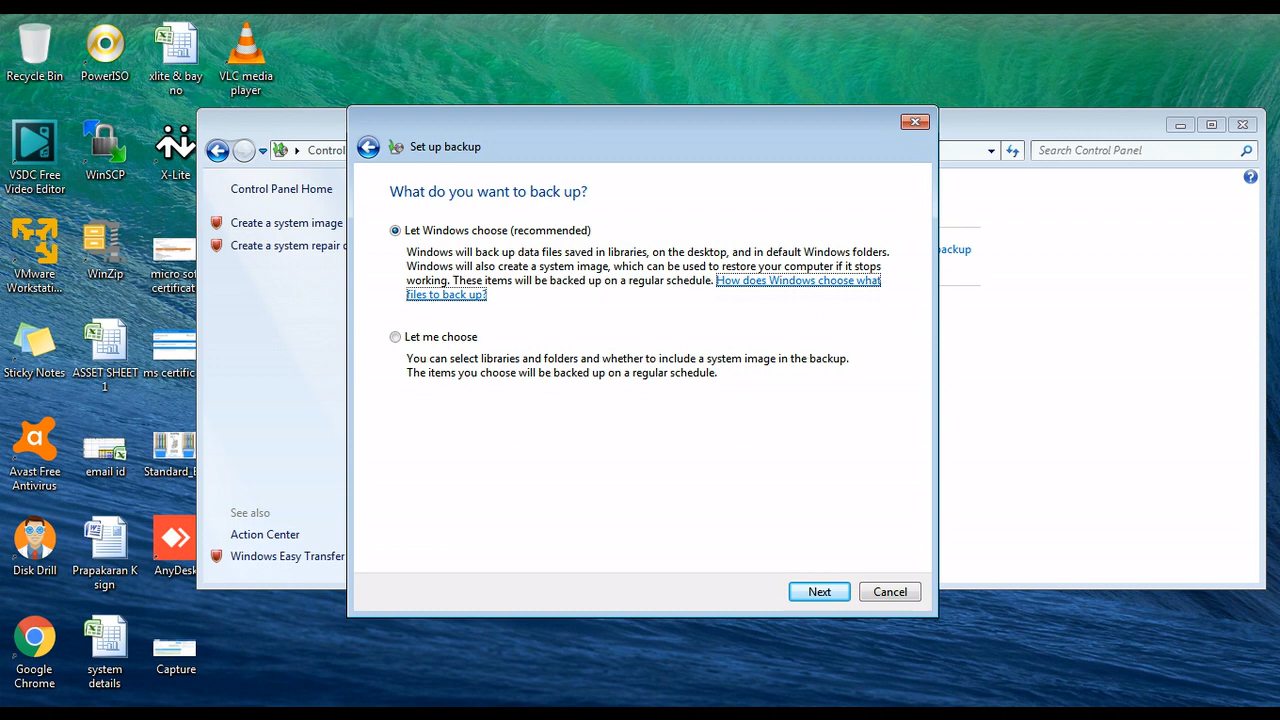 Recycle Bin
PowerISO
xlite & bay
no
VLC media
player
VSDC Free
Video Editor
WinSCP
X-Lite
VMware
Workstati...
WinZip
micro sof
certificat
Sticky Notes
ASSET SHEET
1
ms certific
Avast Free
Antivirus
email id
Standard_E
Disk Drill
Prapakaran K
sign
AnyDesk
Google
Chrome
system
details
Capture
Control
Search Control Panel
Control Panel Home
Create a system image
Create a system repair d
backup
See also
Action Center
Windows Easy Transfer
Set up backup
What do you want to back up?
Let Windows choose (recommended)
Windows will back up data files saved in libraries, on the desktop, and in default Windows folders.
Windows will also create a system image, which can be used to restore your computer if it stops
working. These items will be backed up on a regular schedule. How does Windows choose what
files to back up?
Let me choose
You can select libraries and folders and whether to include a system image in the backup.
The items you choose will be backed up on a regular schedule.
Next
Cancel